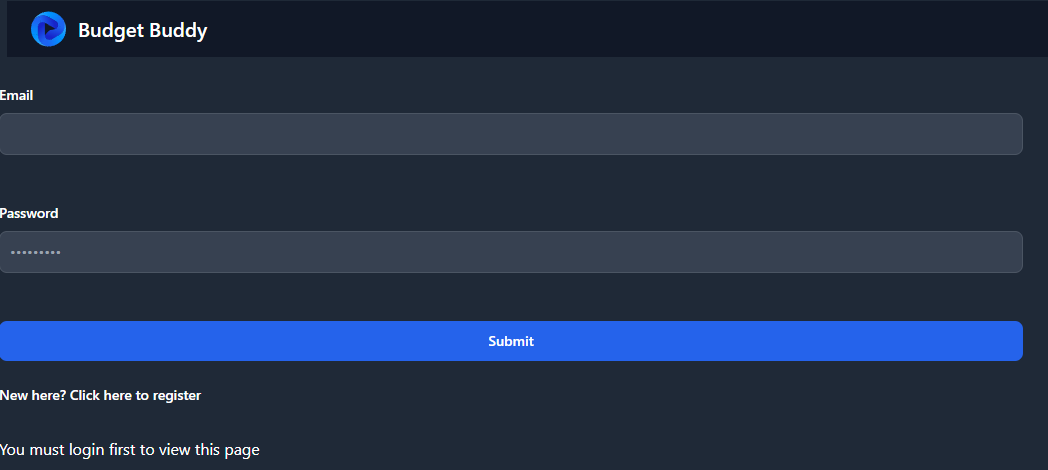 Budget Buddy
Email
Password
•••••••••
Submit
New here? Click here to register
You must login first to view this page